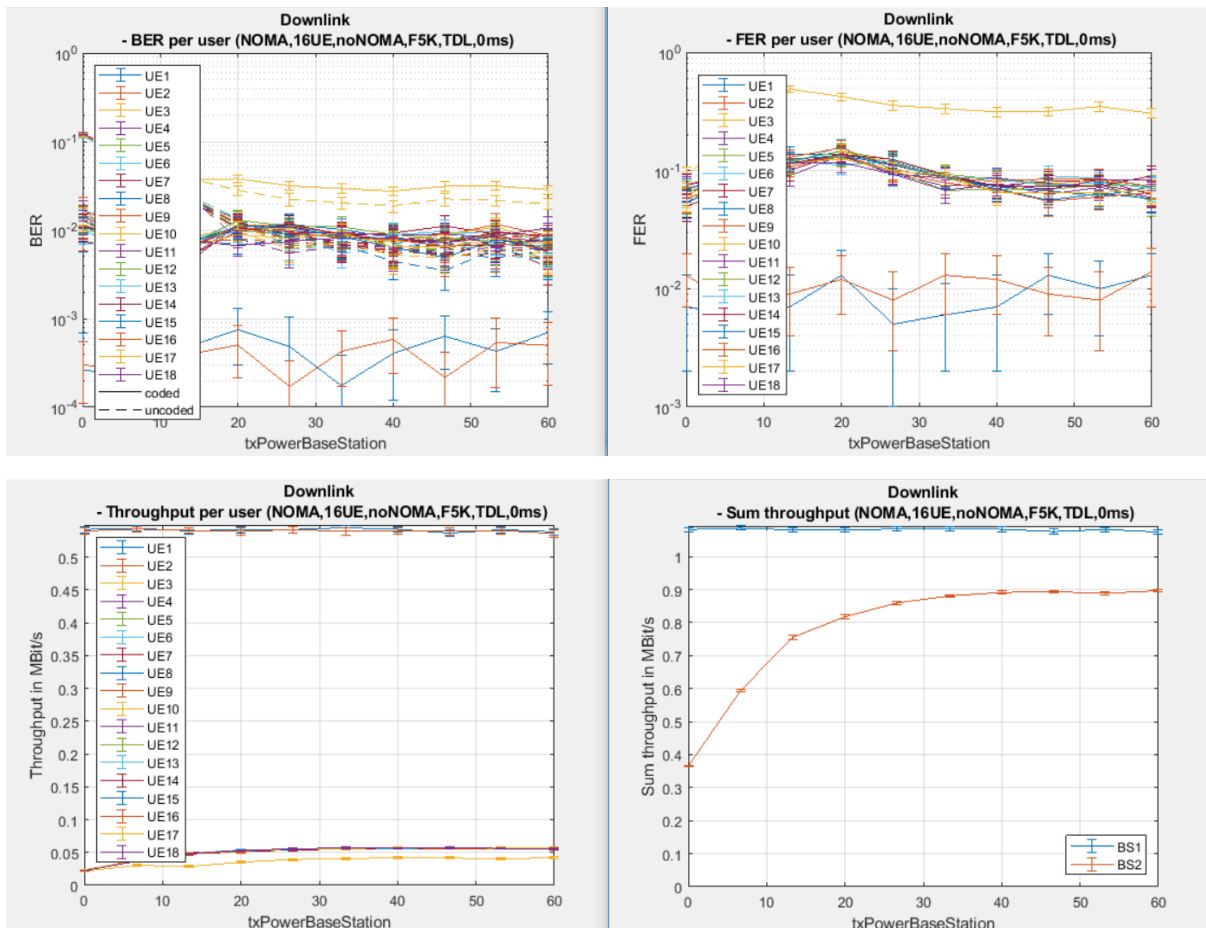 Downlink
- BER per user (NOMA,16UE,noNOMA,F5K,TDL,0ms)
10^0
10^-1
10^-2
10^-3
10^-4
BER
UE1
UE2
UE3
UE4
UE5
UE6
UE7
UE8
UE9
UE10
UE11
UE12
UE13
UE14
UE15
UE16
UE17
UE18
coded
uncoded
0 10 20 30 40 50 60
txPowerBaseStation
Downlink
- FER per user (NOMA,16UE,noNOMA,F5K,TDL,0ms)
10^0
10^-1
10^-2
10^-3
FER
UE1
UE2
UE3
UE4
UE5
UE6
UE7
UE8
UE9
UE10
UE11
UE12
UE13
UE14
UE15
UE16
UE17
UE18
0 10 20 30 40 50 60
txPowerBaseStation
Downlink
- Throughput per user (NOMA,16UE,noNOMA,F5K,TDL,0ms)
0.5
0.45
0.4
0.35
0.3
0.25
0.2
0.15
0.1
0.05
0
Throughput in MBit/s
UE1
UE2
UE3
UE4
UE5
UE6
UE7
UE8
UE9
UE10
UE11
UE12
UE13
UE14
UE15
UE16
UE17
UE18
0 10 20 30 40 50 60
txPowerBaseStation
Downlink
- Sum throughput (NOMA,16UE,noNOMA,F5K,TDL,0ms)
1
0.9
0.8
0.7
0.6
0.5
0.4
0.3
0.2
0.1
0
Sum throughput in MBit/s
BS1
BS2
0 10 20 30 40 50 60
txPowerBaseStation